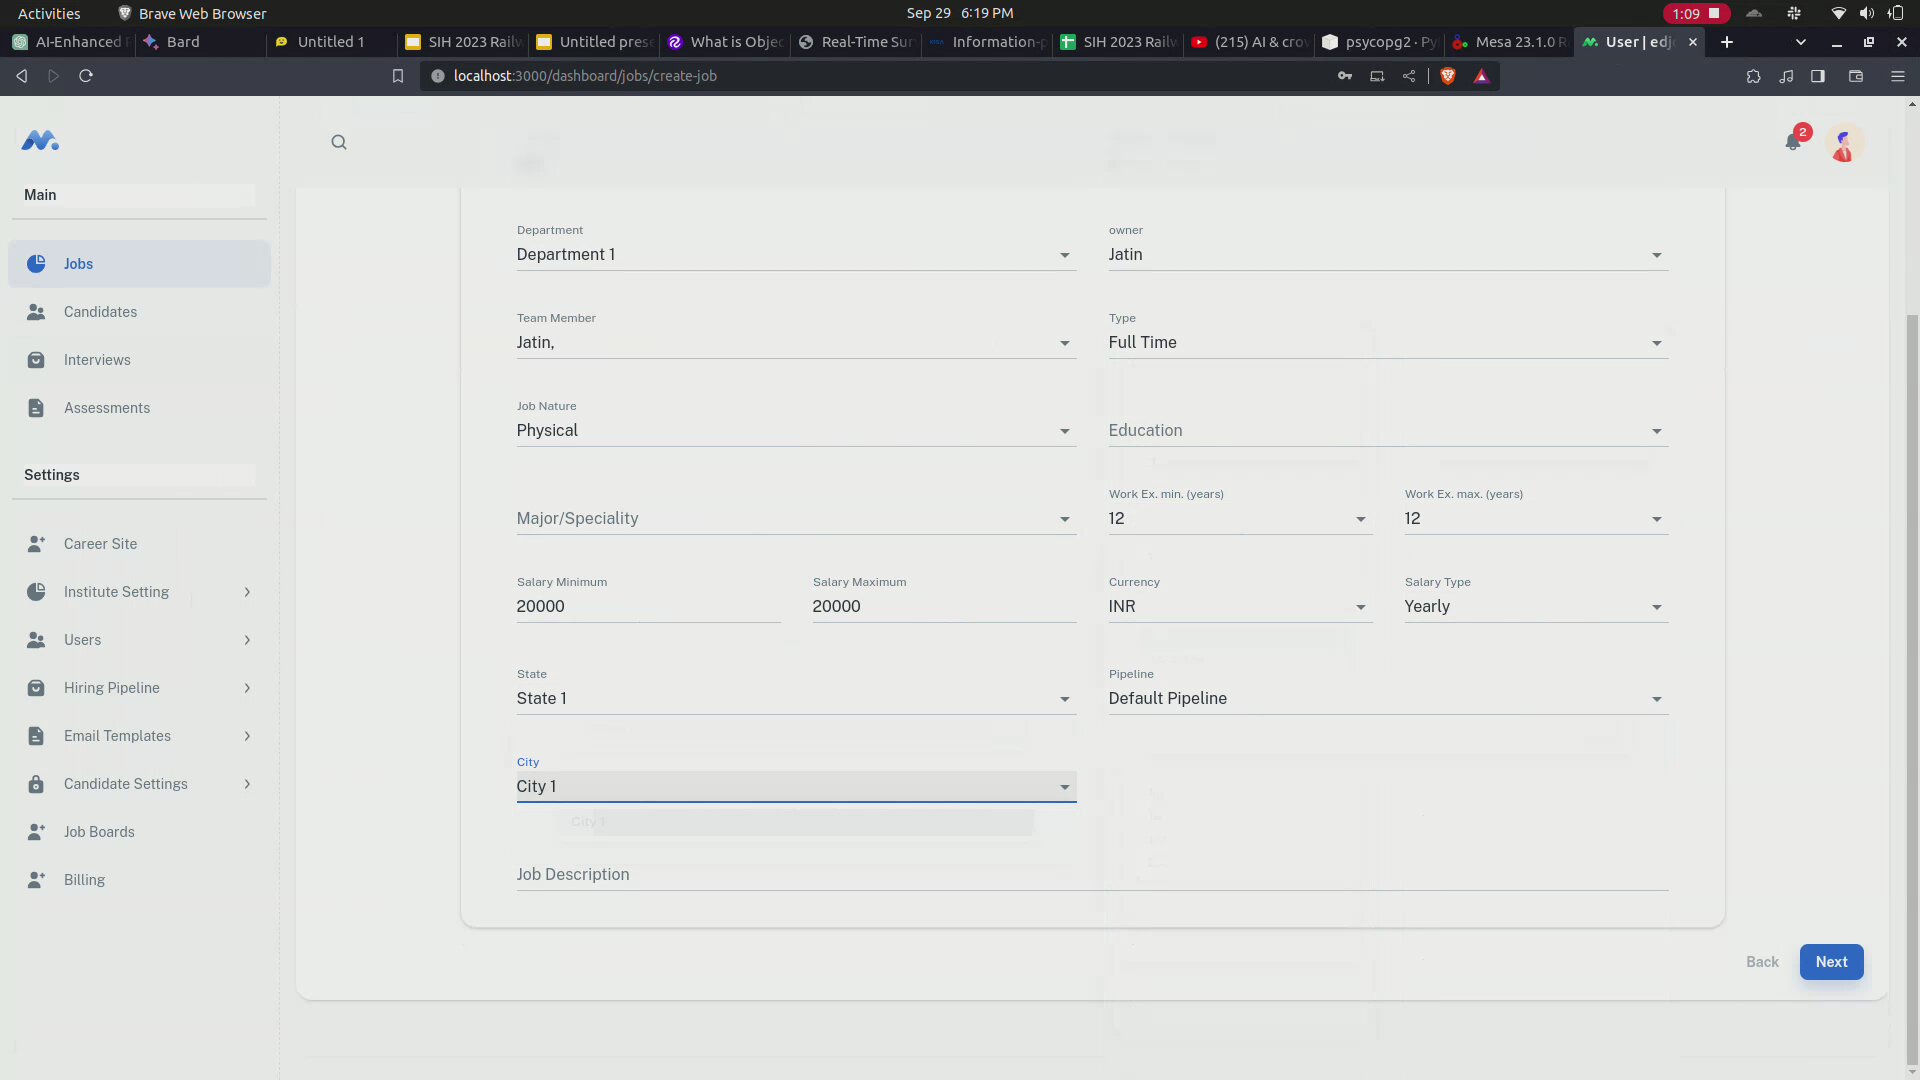 Activities
Brave Web Browser
Sep 29 6:19 PM
1:09
AI-Enhanced
Bard
Untitled 1
SIH 2023 Railw
Untitled prese
What is Objec
Real-Time Sur
Information-p
SIH 2023 Railw
(215) AI & crow
psycopg2 · Py
Mesa 23.1.0 R
User | edj
localhost:3000/dashboard/jobs/create-job
2
Main
Jobs
Candidates
Interviews
Assessments
Settings
Career Site
Institute Setting
Users
Hiring Pipeline
Email Templates
Candidate Settings
Job Boards
Billing
Department
Department 1
owner
Jatin
Team Member
Jatin,
Type
Full Time
Job Nature
Physical
Education
Major/Speciality
Work Ex. min. (years)
12
Work Ex. max. (years)
12
Salary Minimum
20000
Salary Maximum
20000
Currency
INR
Salary Type
Yearly
State
State 1
Pipeline
Default Pipeline
City
City 1
City 1
Job Description
Back
Next